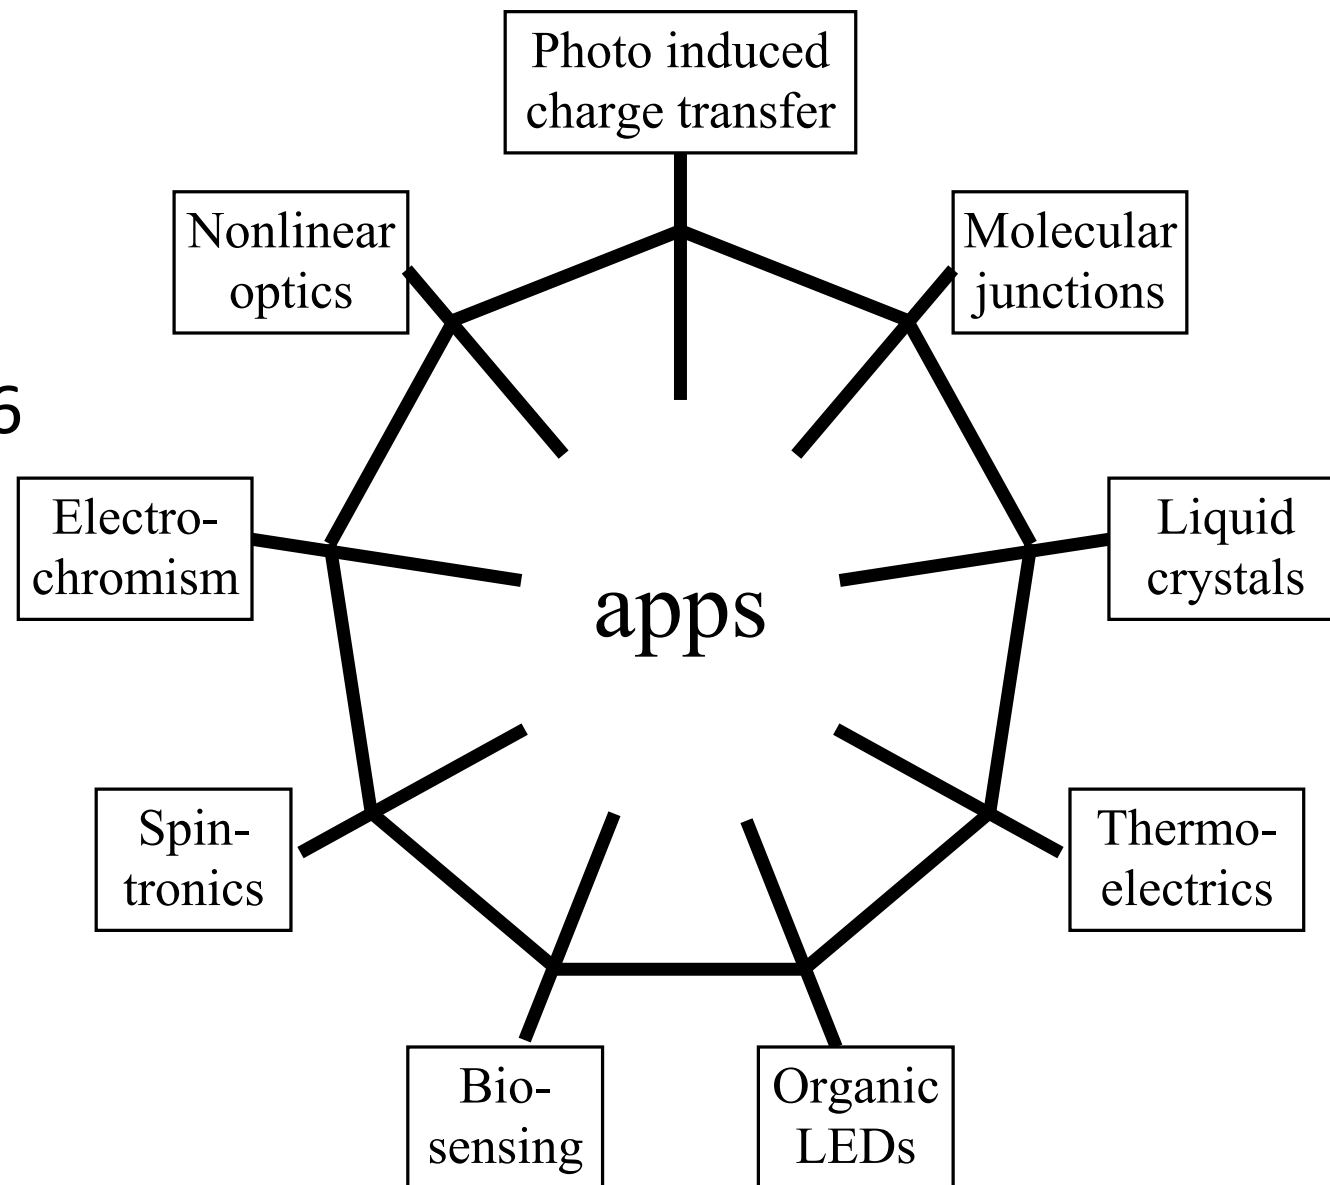 Photo induced
charge transfer
Nonlinear
optics
Molecular
junctions
6
Electro-
chromism
Liquid
crystals
apps
Spin-
tronics
Thermo-
electrics
Bio-
sensing
Organic
LEDs